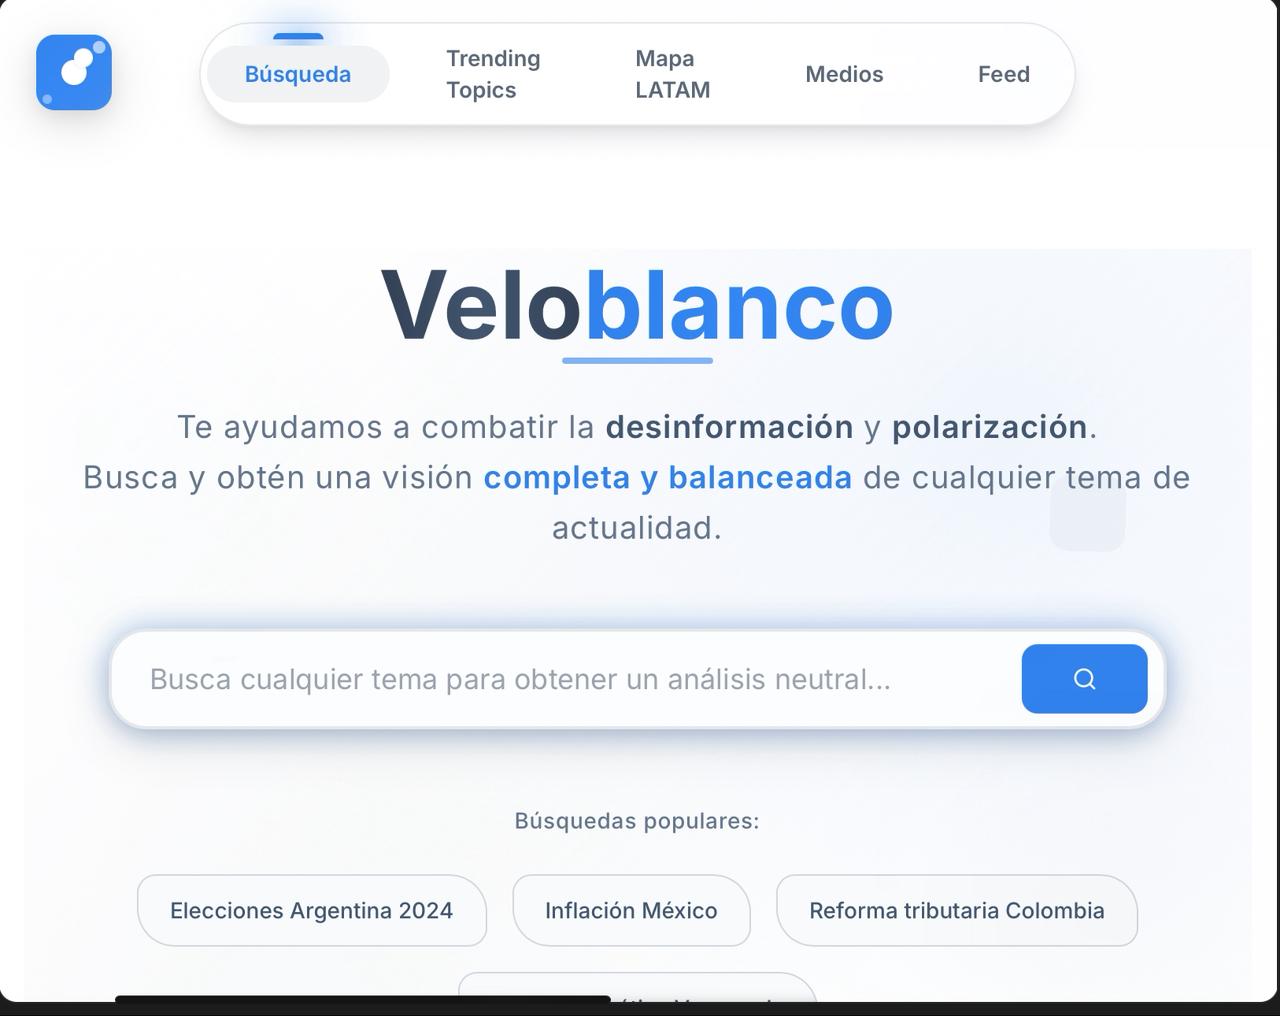 Búsqueda
Trending
Topics
Mapa
LATAM
Medios
Feed
Veloblanco
Te ayudamos a combatir la desinformación y polarización.
Busca y obtén una visión completa y balanceada de cualquier tema de
actualidad.
Busca cualquier tema para obtener un análisis neutral...
Búsquedas populares:
Elecciones Argentina 2024
Inflación México
Reforma tributaria Colombia